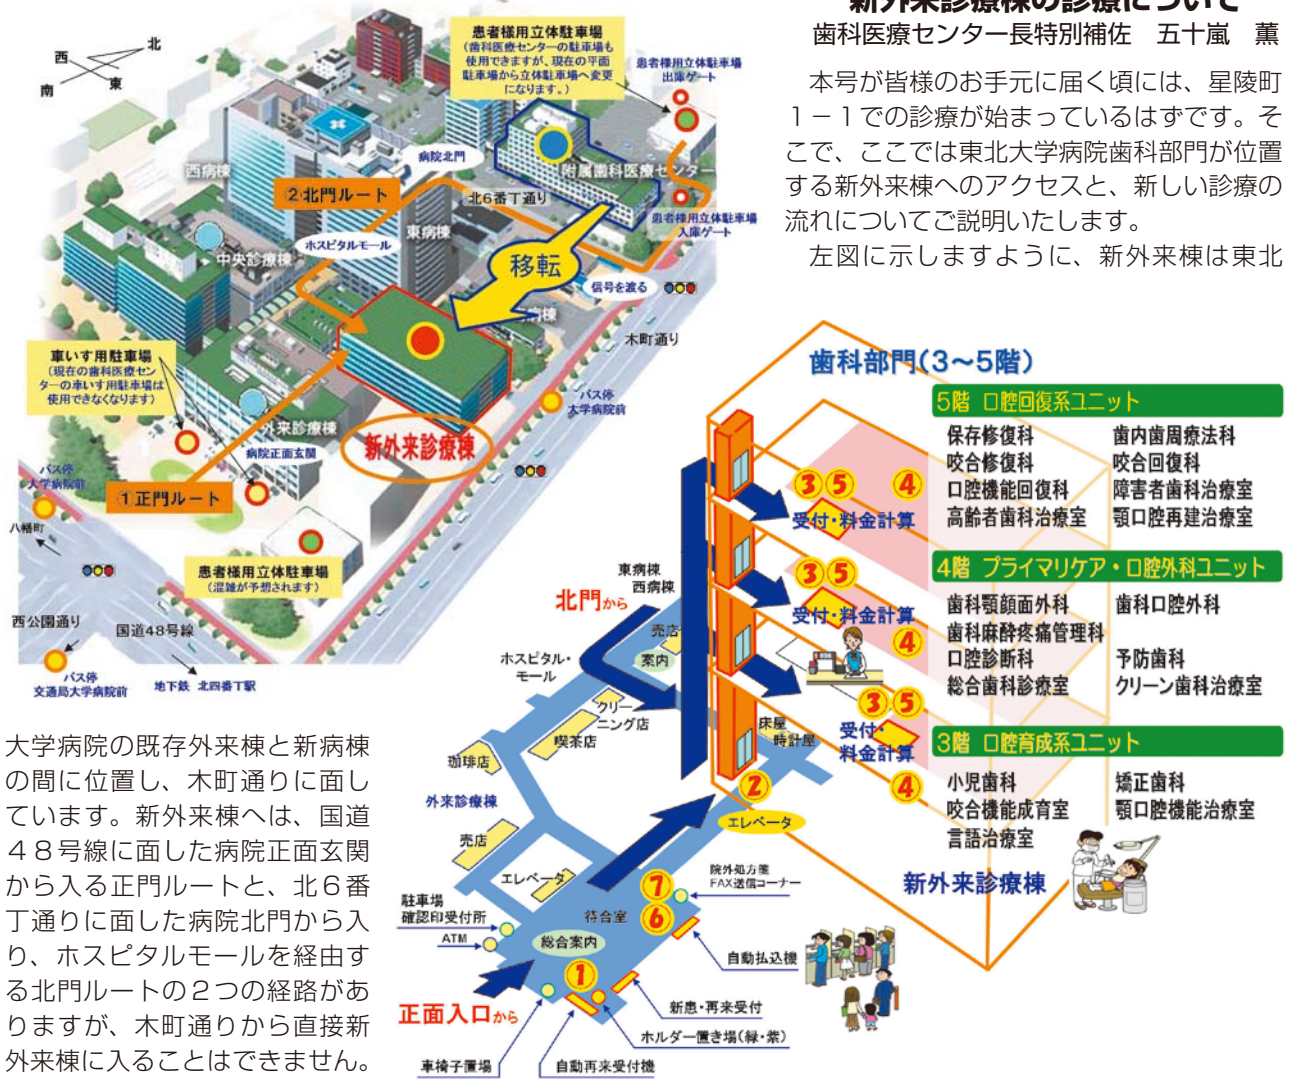 新外来診療棟の診療について
歯科医療センター長特別補佐　五十嵐　薫
　本号が皆様のお手元に届く頃には、星陵町
１－１での診療が始まっているはずです。そ
こで、ここでは東北大学病院歯科部門が位置
する新外来棟へのアクセスと、新しい診療の
流れについてご説明いたします。
　左図に示しますように、新外来棟は東北
大学病院の既存外来棟と新病棟
の間に位置し、木町通りに面し
ています。新外来棟へは、国道
４８号線に面した病院正面玄関
から入る正門ルートと、北６番
丁通りに面した病院北門から入
り、ホスピタルモールを経由す
る北門ルートの２つの経路があ
りますが、木町通りから直接新
外来棟に入ることはできません。
北
西
東
南
患者様用立体駐車場
(歯科医療センターの駐車場も
使用できますが、現在の平面
駐車場から立体駐車場へ変更
になります。)
患者様用立体駐車場
出庫ゲート
病院北門
附属歯科医療センター
西病棟
②北門ルート
北6番丁通り
患者様用立体駐車場
入庫ゲート
東病棟
ホスピタルモール
中央診療棟
移転
信号を渡る
病棟
木町通り
車いす用駐車場
(現在の歯科医療セン
ターの車いす用駐車場は
使用できなくなります)
バス停
大学病院前
外来診療棟
新外来診療棟
病院正面玄関
バス停
大学病院前
①正門ルート
八幡町
患者様用立体駐車場
(混雑が予想されます)
西公園通り
国道48号線
バス停
交通局大学病院前
地下鉄 北四番丁駅
歯科部門(3～5階)
5階 口腔回復系ユニット
保存修復科 歯内歯周療法科
咬合修復科 咬合回復科
口腔機能回復科 障害者歯科治療室
高齢者歯科治療室 顎口腔再建治療室
③⑤ ④
受付・料金計算
4階 プライマリケア・口腔外科ユニット
歯科顎顔面外科 歯科口腔外科
歯科麻酔疼痛管理科
口腔診断科 予防歯科
総合歯科診療室 クリーン歯科治療室
③⑤
受付・料金計算
④
3階 口腔育成系ユニット
小児歯科 矯正歯科
咬合機能成育室 顎口腔機能治療室
言語治療室
③⑤
受付・
料金計算
④
新外来診療棟
東病棟
西病棟
北門から
売店
案内
ホスピタル・
モール
クリー
ニング店
喫茶店
床屋
時計屋
珈琲店
外来診療棟
②
エレベータ
売店
エレベータ
院外処方箋
FAX送信コーナー
⑦
⑥
待合室
駐車場
確認印受付所
ATM
総合案内
自動払込機
①
正面入口から
新患・再来受付
ホルダー置き場(緑・紫)
車椅子置場
自動再来受付機